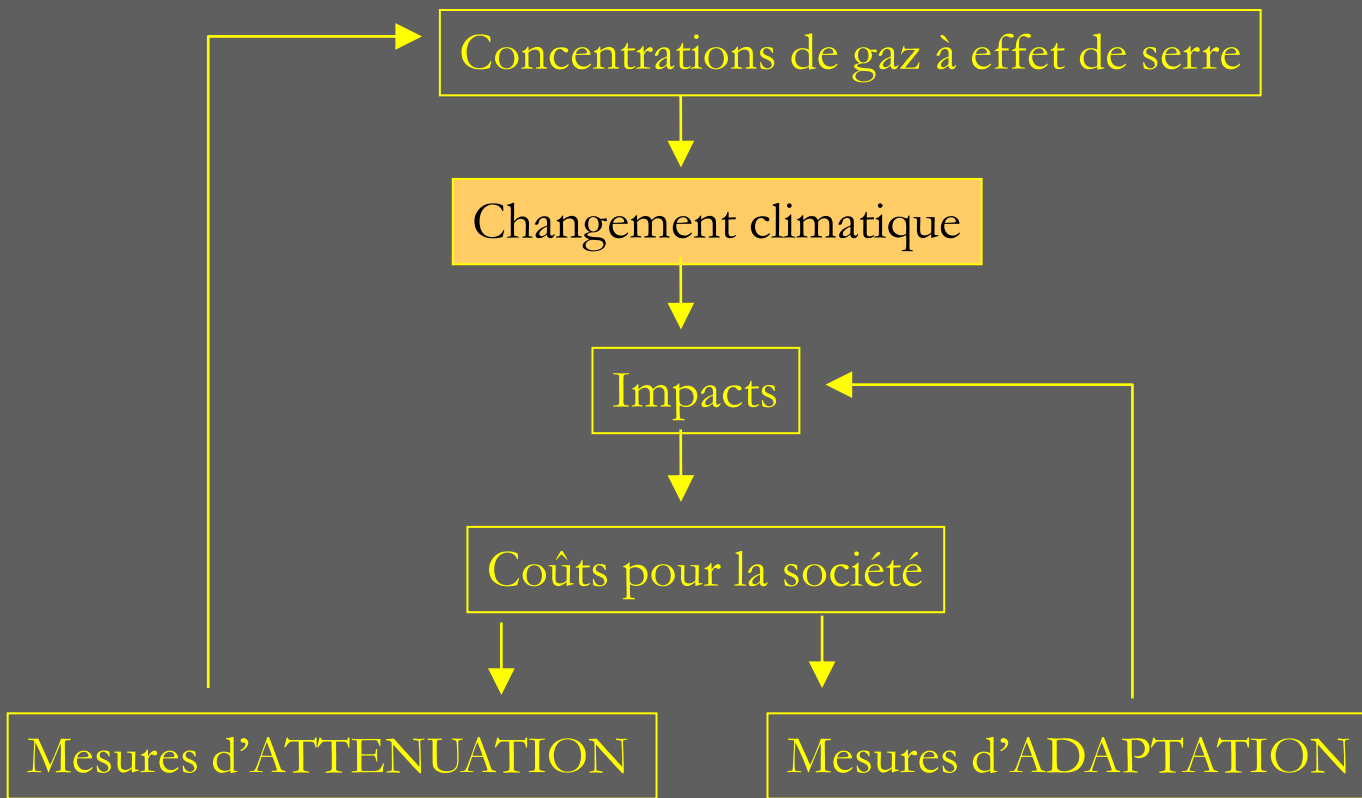 Concentrations de gaz à effet de serre
Changement climatique
Impacts
Coûts pour la société
Mesures d’ATTENUATION
Mesures d’ADAPTATION